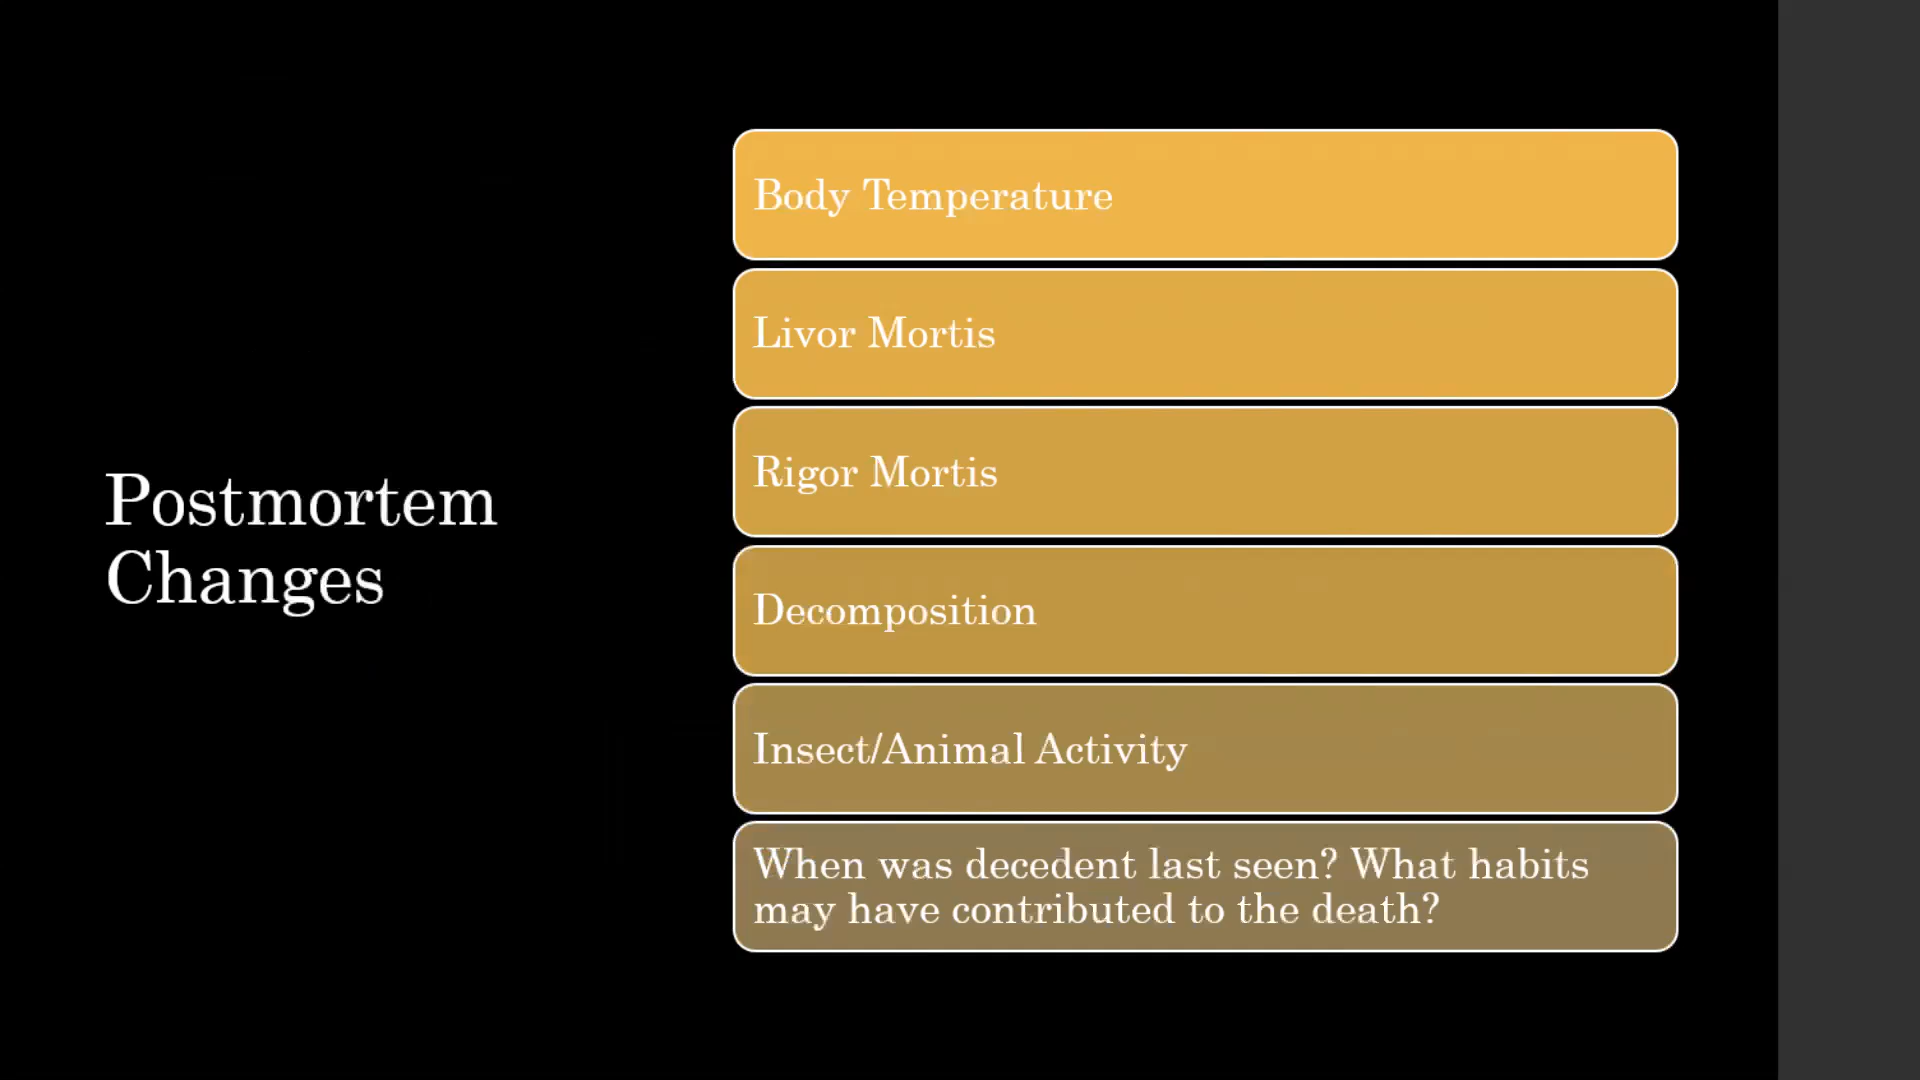 Postmortem
Changes
Body Temperature
Livor Mortis
Rigor Mortis
Decomposition
Insect/Animal Activity
When was decedent last seen? What habits
may have contributed to the death?